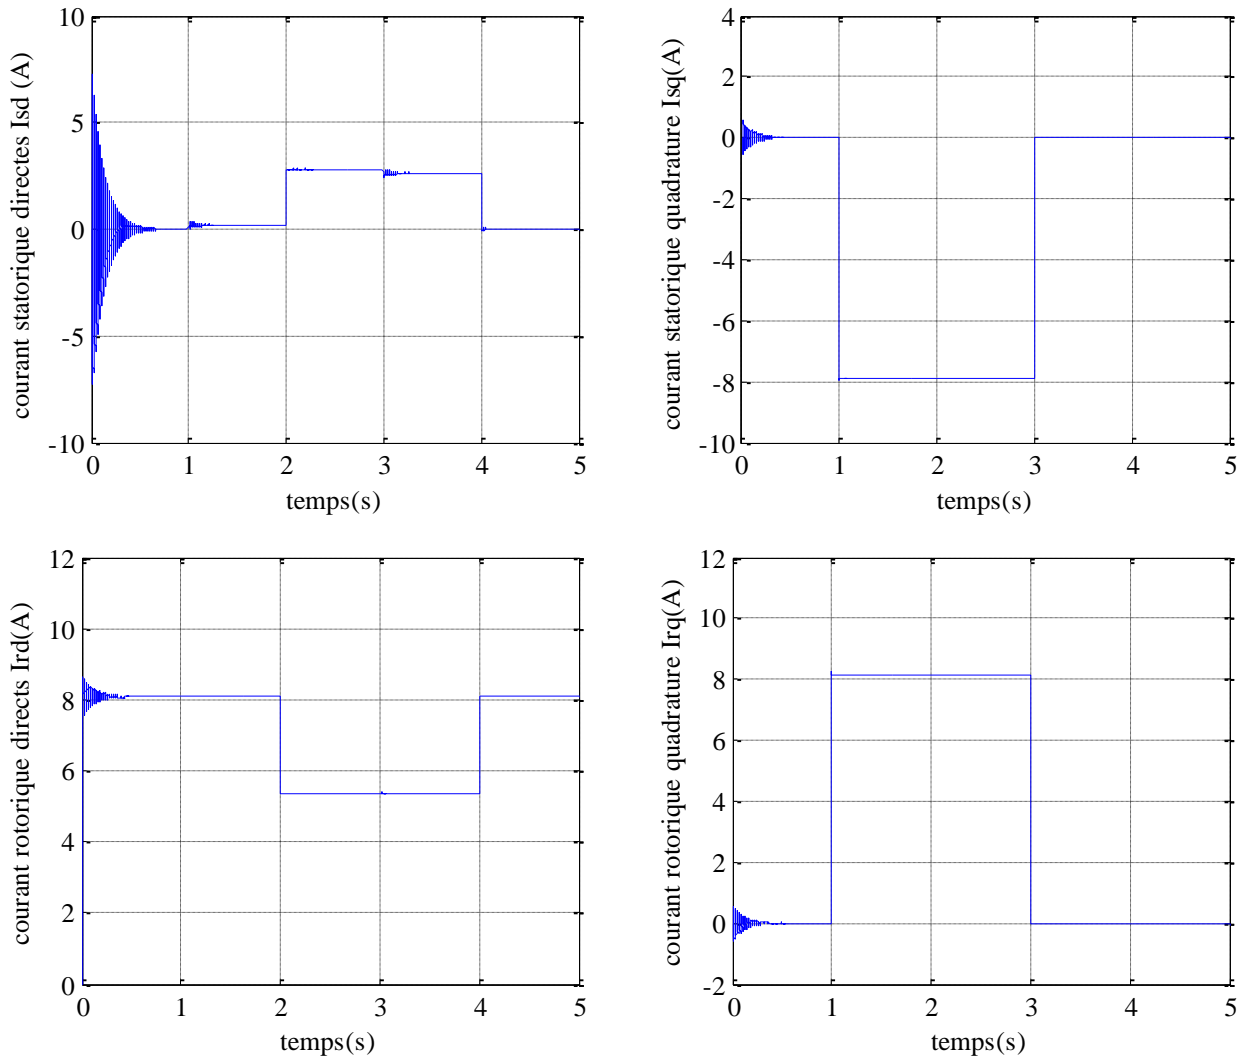 10
5
0
-5
-10
0 1 2 3 4 5
temps(s)
courant statorique directes Isd (A)
4
2
0
-2
-4
-6
-8
-10
0 1 2 3 4 5
temps(s)
courant statorique quadrature Isq(A)
12
10
8
6
4
2
0
0 1 2 3 4 5
temps(s)
courant rotorique directs Ird(A)
12
10
8
6
4
2
0
-2
0 1 2 3 4 5
temps(s)
courant rotorique quadrature Irq(A)